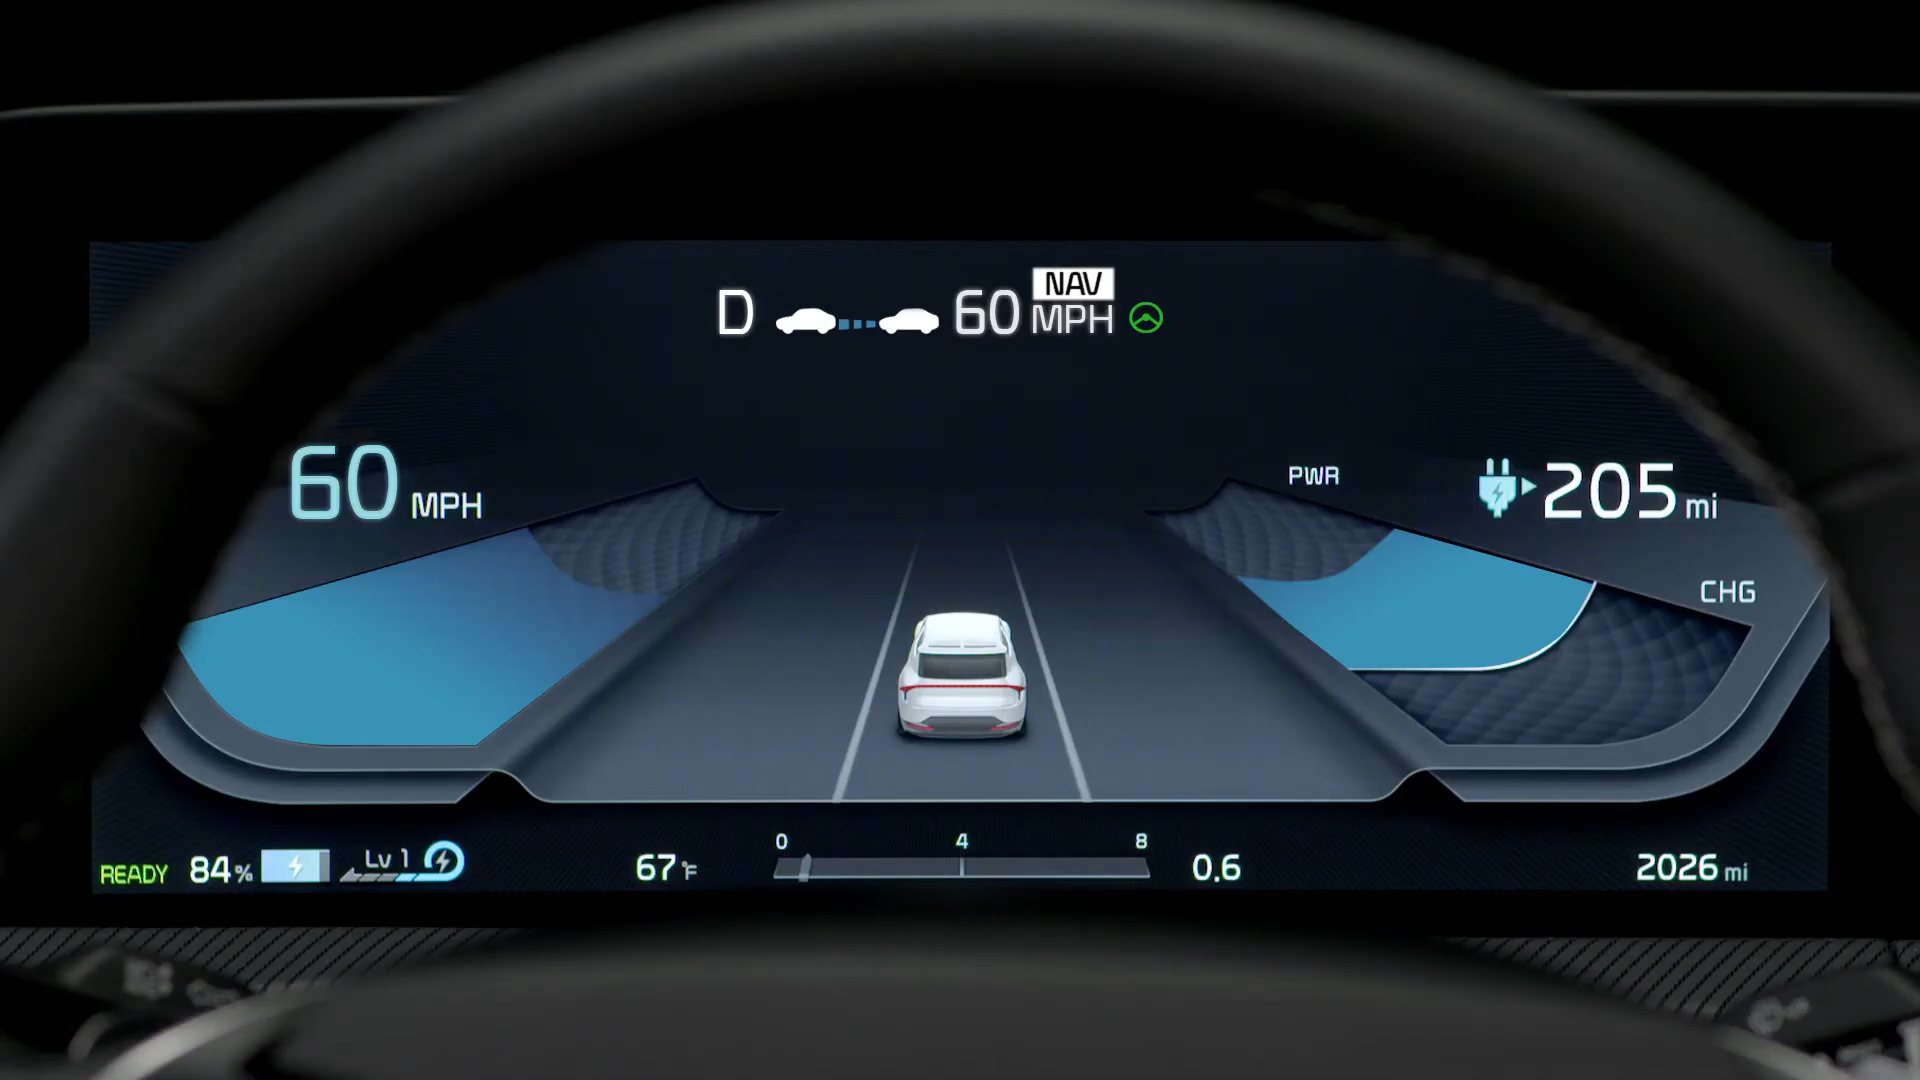 NAV
D 60 MPH
60 MPH
PWR
205 mi
CHG
0 4 8
READY 84% Lv 1 67 °F 0.6 2026 mi